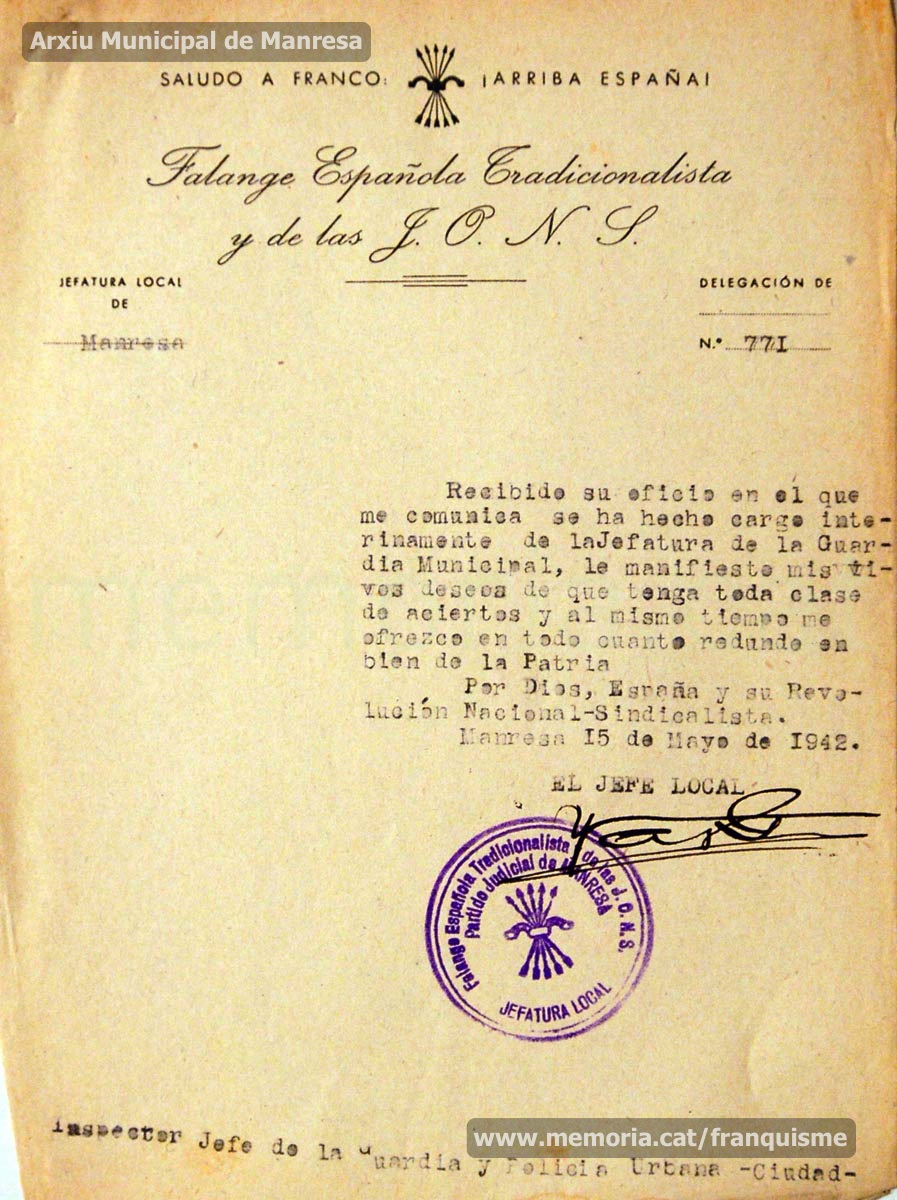 Arxiu Municipal de Manresa
SALUDO A FRANCO: ¡ARRIBA ESPAÑA!
Falange Española Tradicionalista
y de las J. O. N. S.
JEFATURA LOCAL
DE
Manresa
DELEGACIÓN DE
N.º 771
Recibido su oficio en el que
me comunica se ha hecho cargo inte-
rinamente de laJefatura de la Guar-
dia Municipal, le manifiesto mis vi-
vos deseos de que tenga toda clase
de aciertos y al mismo tiempo me
ofrezco en todo cuanto redunde en
bien de la Patria
Por Dios, España y su Revo-
lución Nacional-Sindicalista.
Manresa 15 de Mayo de 1942.
EL JEFE LOCAL
Falange Española Tradicionalista y de las J. O. N. S.
Partido Judicial de MANRESA
JEFATURA LOCAL
Inspector Jefe de la Guardia y Policia Urbana -Ciudad-
www.memoria.cat/franquisme